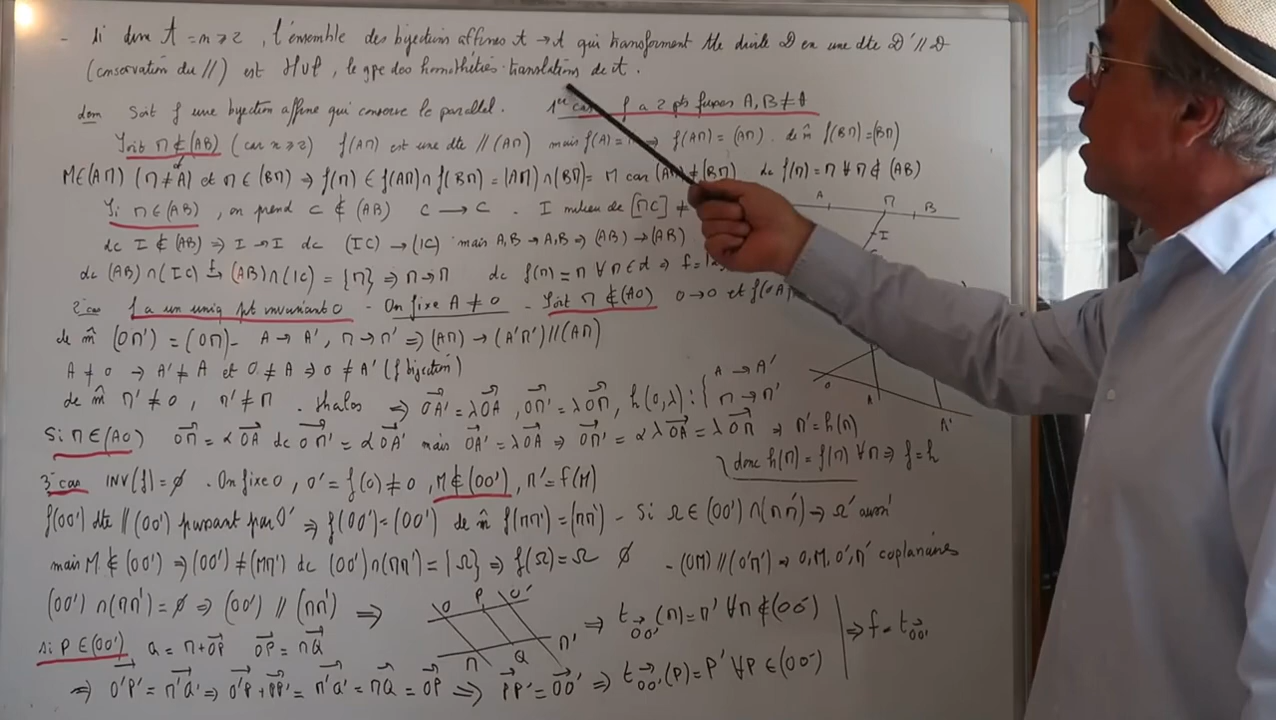 - Si dim A = n ≥ 2, l'ensemble des bijections affines A → A qui transforment tte droite D en une dte D' // D
(conservation du //) est HUT, le gpe des homothéties-translations de A.
dem Soit f une bijection affine qui conserve le parallel. 1er cas f a 2 pts fixes A, B ≠ A
Soit M ∉ (AB) (car n ≥ 2) f(AM) est une dte // (AM) mais f(A) = ⇒ f(AM) = (AM). de m̂ f(BM) = (BM)
M ∈ (AM) (M ≠ A) et M ∈ (BM) ⇒ f(M) ∈ f(AM) ∩ f(BM) = (AM) ∩ (BM) = M car (AM) ≠ (BM) dc f(M) = M ∀ M ∉ (AB)
Si M ∈ (AB), on prend C ∉ (AB) C → C . I milieu de [MC] ≠
A M B
I
dc I ∉ (AB) ⇒ I → I dc (IC) → (IC) mais A,B → A,B ⇒ (AB) → (AB)
dc (AB) ∩ (IC) →f (AB) ∩ (IC) = {M} ⇒ M → M dc f(M) = M ∀ M ∈ A ⇒ f =
2e cas f a un uniq pt invariant O - On fixe A ≠ O - Soit M ∉ (AO) O → O et f(OA)
de m̂ (OM') = (OM) - A → A', M → M' ⇒ (AM) → (A'M') // (AM)
A ≠ O → A' ≠ A et O ≠ A ⇒ O ≠ A' (f bijection)
O A A'
de m̂ M' ≠ O, M' ≠ M . thalès ⇒ OA' = λOA, OM' = λOM, h(O,λ) : { A → A' M → M'
Si M ∈ (AO) OM = α OA dc OM' = α OA' mais OA' = λOA ⇒ OM' = α λ OA = λ OM ⇒ M' = h(M)
donc h(M) = f(M) ∀ M ⇒ f = h
3e cas INV(f) = ∅ . On fixe O, O' = f(O) ≠ O, M ∉ (OO'), M' = f(M)
f(OO') dte // (OO') passant par O' ⇒ f(OO') = (OO') de m̂ f(MM') = (MM') - Si Ω ∈ (OO') ∩ (MM') ⇒ Ω' aussi
mais M ∉ (OO') ⇒ (OO') ≠ (MM') dc (OO') ∩ (MM') = {Ω} ⇒ f(Ω) = Ω ∅ - (OM) // (O'M') ⇒ O, M, O', M' coplanaires
(OO') ∩ (MM') = ∅ ⇒ (OO') // (MM') ⇒ O P O' M Q M' ⇒ t OO' (M) = M' ∀ M ∉ (OO') ⇒ f = t OO'
Si P ∈ (OO') Q = M + OP OP = MQ
⇒ O'P' = M'Q' ⇒ O'P + PP' = M'Q' = MQ = OP ⇒ PP' = OO' ⇒ t OO' (P) = P' ∀ P ∈ (OO')